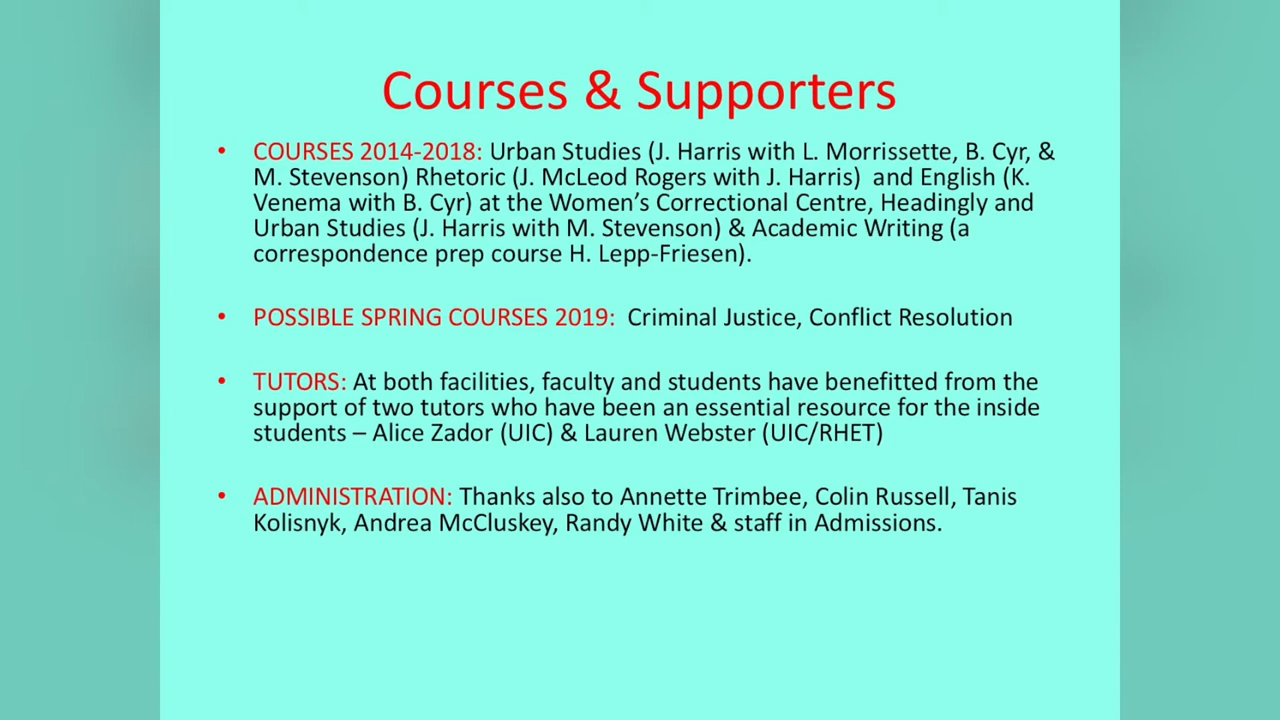 Courses & Supporters
• COURSES 2014-2018: Urban Studies (J. Harris with L. Morrissette, B. Cyr, &
M. Stevenson) Rhetoric (J. McLeod Rogers with J. Harris)  and English (K.
Venema with B. Cyr) at the Women’s Correctional Centre, Headingly and
Urban Studies (J. Harris with M. Stevenson) & Academic Writing (a
correspondence prep course H. Lepp-Friesen).
• POSSIBLE SPRING COURSES 2019:  Criminal Justice, Conflict Resolution
• TUTORS: At both facilities, faculty and students have benefitted from the
support of two tutors who have been an essential resource for the inside
students – Alice Zador (UIC) & Lauren Webster (UIC/RHET)
• ADMINISTRATION: Thanks also to Annette Trimbee, Colin Russell, Tanis
Kolisnyk, Andrea McCluskey, Randy White & staff in Admissions.